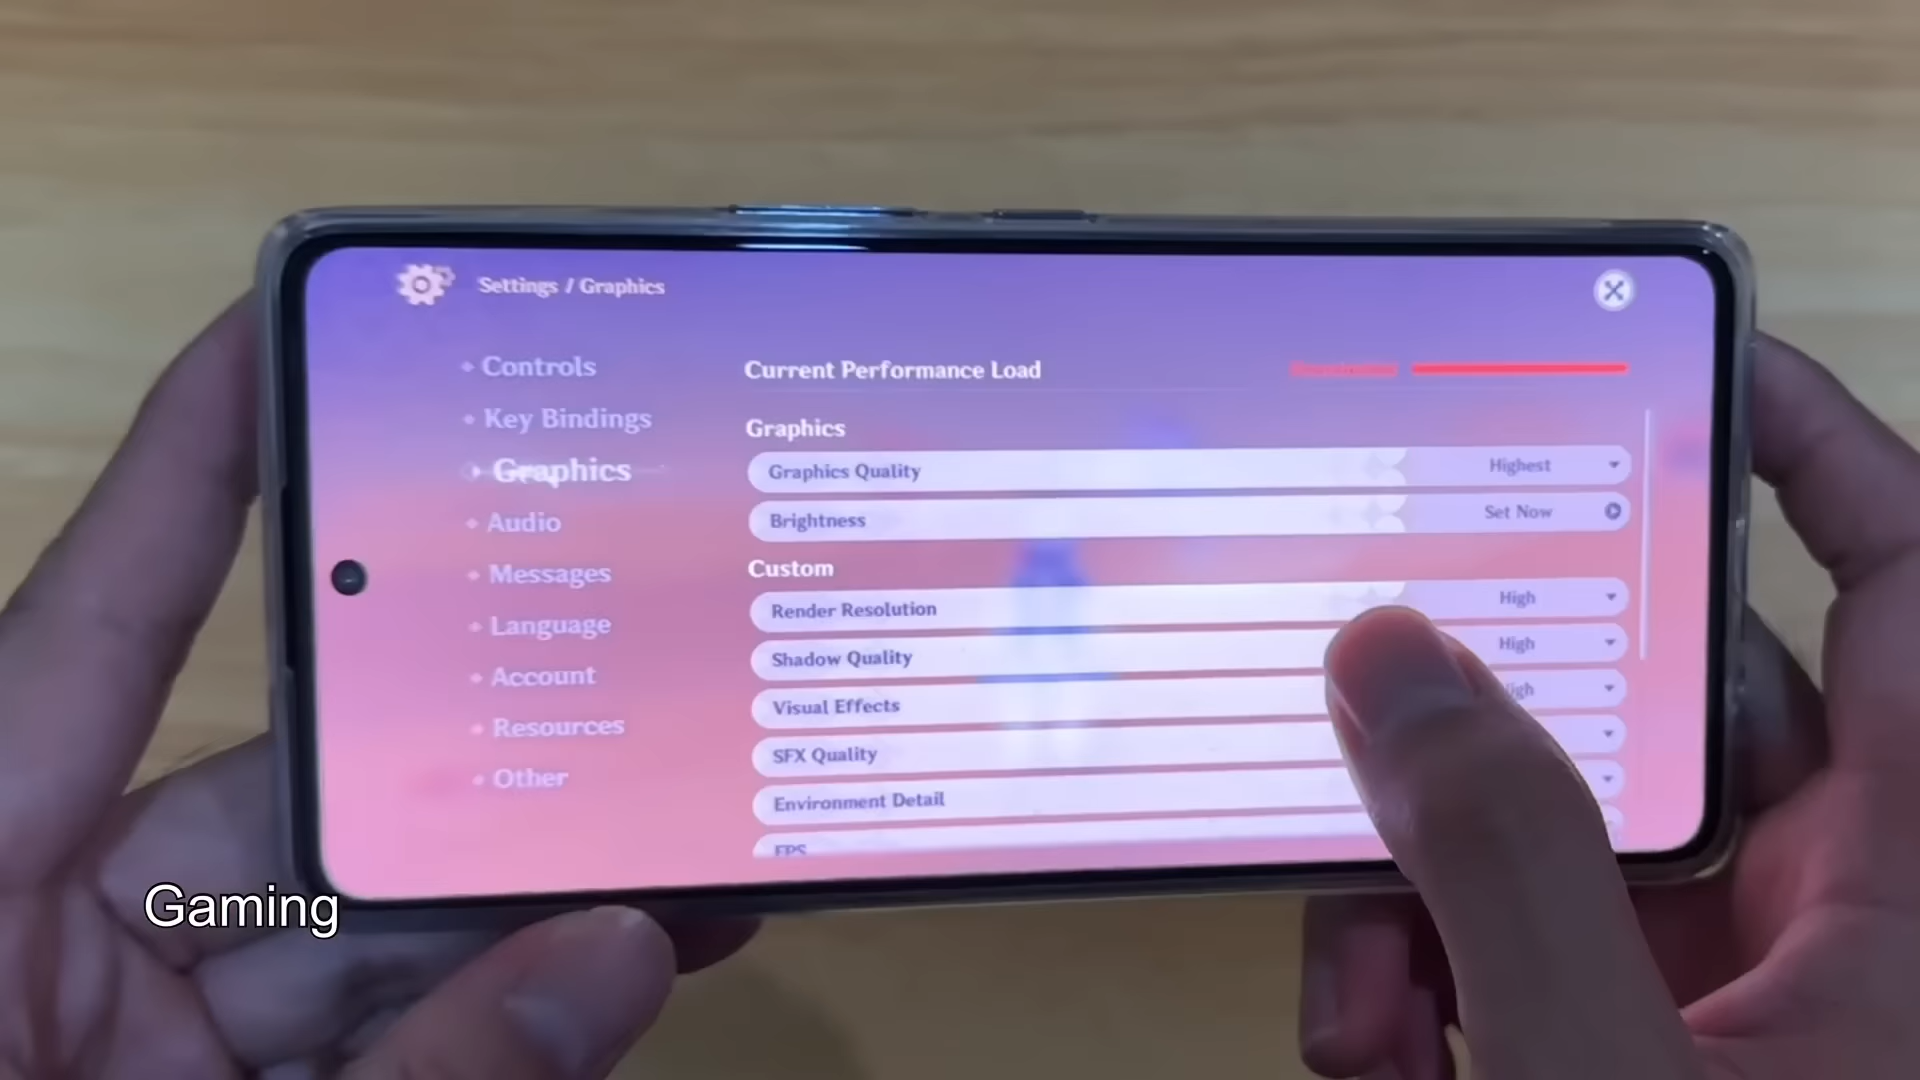 Settings / Graphics
Controls
Key Bindings
Graphics
Audio
Messages
Language
Account
Resources
Other
Current Performance Load
Graphics
Graphics Quality Highest
Brightness Set Now
Custom
Render Resolution High
Shadow Quality High
Visual Effects
SFX Quality
Environment Detail
FPS
Gaming